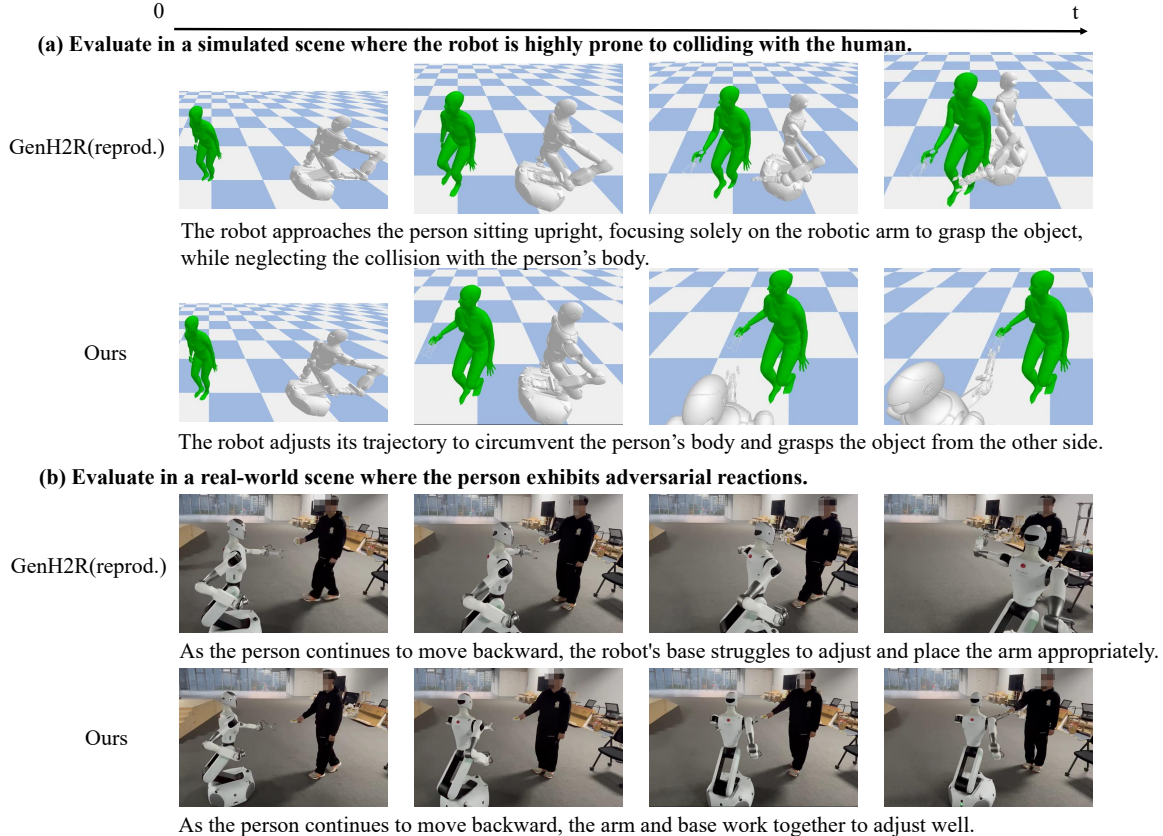 0
t
(a) Evaluate in a simulated scene where the robot is highly prone to colliding with the human.
GenH2R(reprod.)
The robot approaches the person sitting upright, focusing solely on the robotic arm to grasp the object,
while neglecting the collision with the person's body.
Ours
The robot adjusts its trajectory to circumvent the person's body and grasps the object from the other side.
(b) Evaluate in a real-world scene where the person exhibits adversarial reactions.
GenH2R(reprod.)
As the person continues to move backward, the robot's base struggles to adjust and place the arm appropriately.
Ours
As the person continues to move backward, the arm and base work together to adjust well.